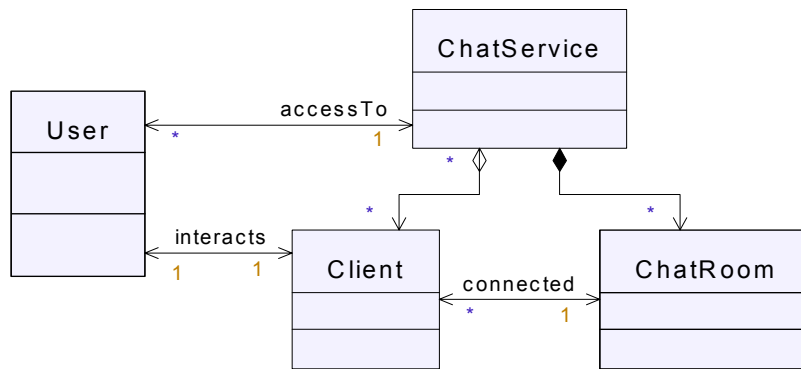 ChatService
accessTo
User
* 1
*
* interacts *
1 1
Client
connected
ChatRoom
* 1